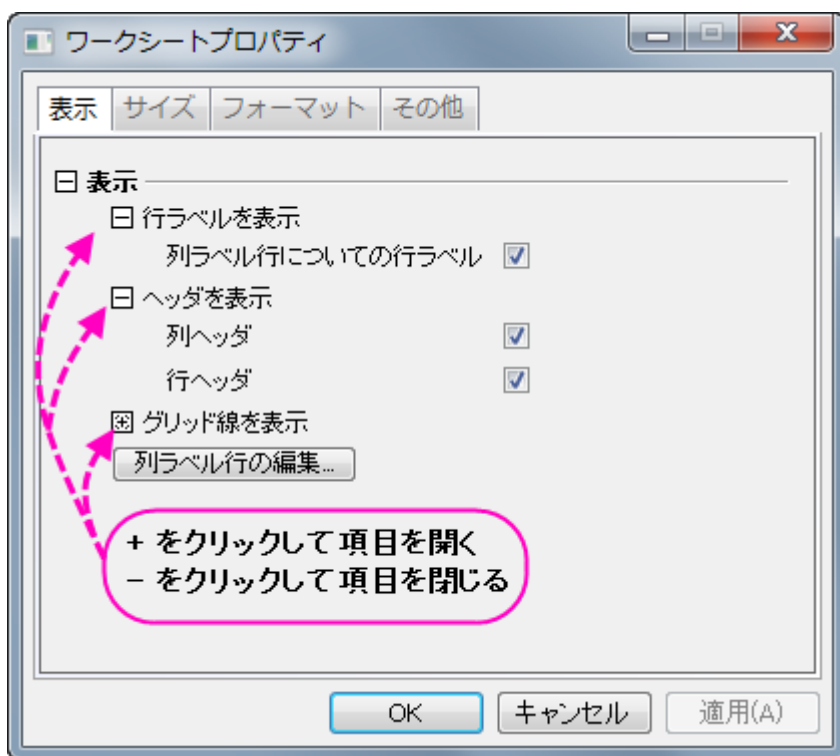 ワークシートプロパティ
表示 サイズ フォーマット その他
表示
行ラベルを表示
列ラベル行についての行ラベル
ヘッダを表示
列ヘッダ
行ヘッダ
グリッド線を表示
列ラベル行の編集...
+ をクリックして項目を開く
− をクリックして項目を閉じる
OK キャンセル 適用(A)